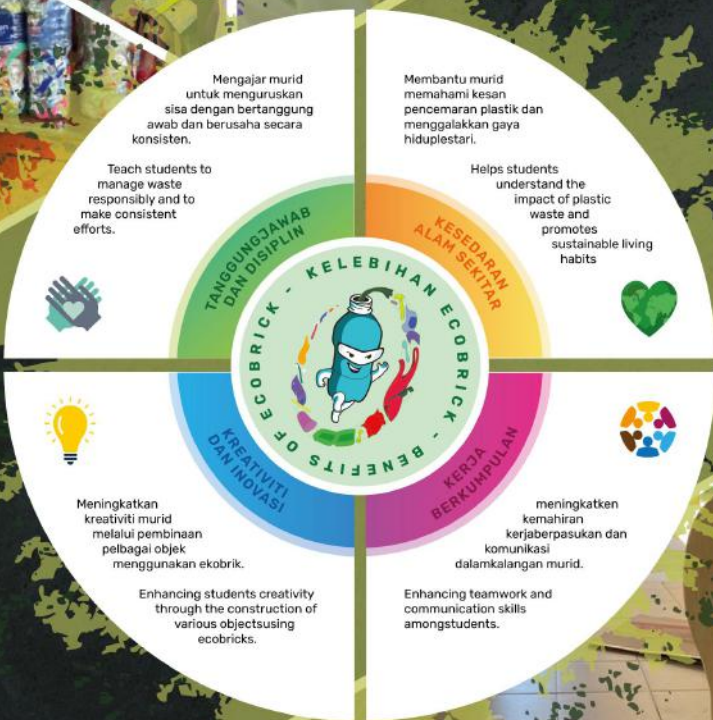 Mengajar murid
untuk menguruskan
sisa dengan bertanggung
awab dan berusaha secara
konsisten.
Teach students to
manage waste
responsibly and to
make consistent
efforts.
TANGGUNGJAWAB
DAN DISIPLIN
Membantu murid
memahami kesan
pencemaran plastik dan
menggalakkan gaya
hiduplestari.
Helps students
understand the
impact of plastic
waste and
promotes
sustainable living
habits
KESEDARAN
ALAM SEKITAR
KELEBIHAN ECOBRICK - BENEFITS OF ECOBRICK -
KREATIVITI
DAN INOVASI
Meningkatkan
kreativiti murid
melalui pembinaan
pelbagai objek
menggunakan ekobrik.
Enhancing students creativity
through the construction of
various objectsusing
ecobricks.
KERJA
BERKUMPULAN
meningkatken
kemahiran
kerjaberpasukan dan
komunikasi
dalamkalangan murid.
Enhancing teamwork and
communication skills
amongstudents.